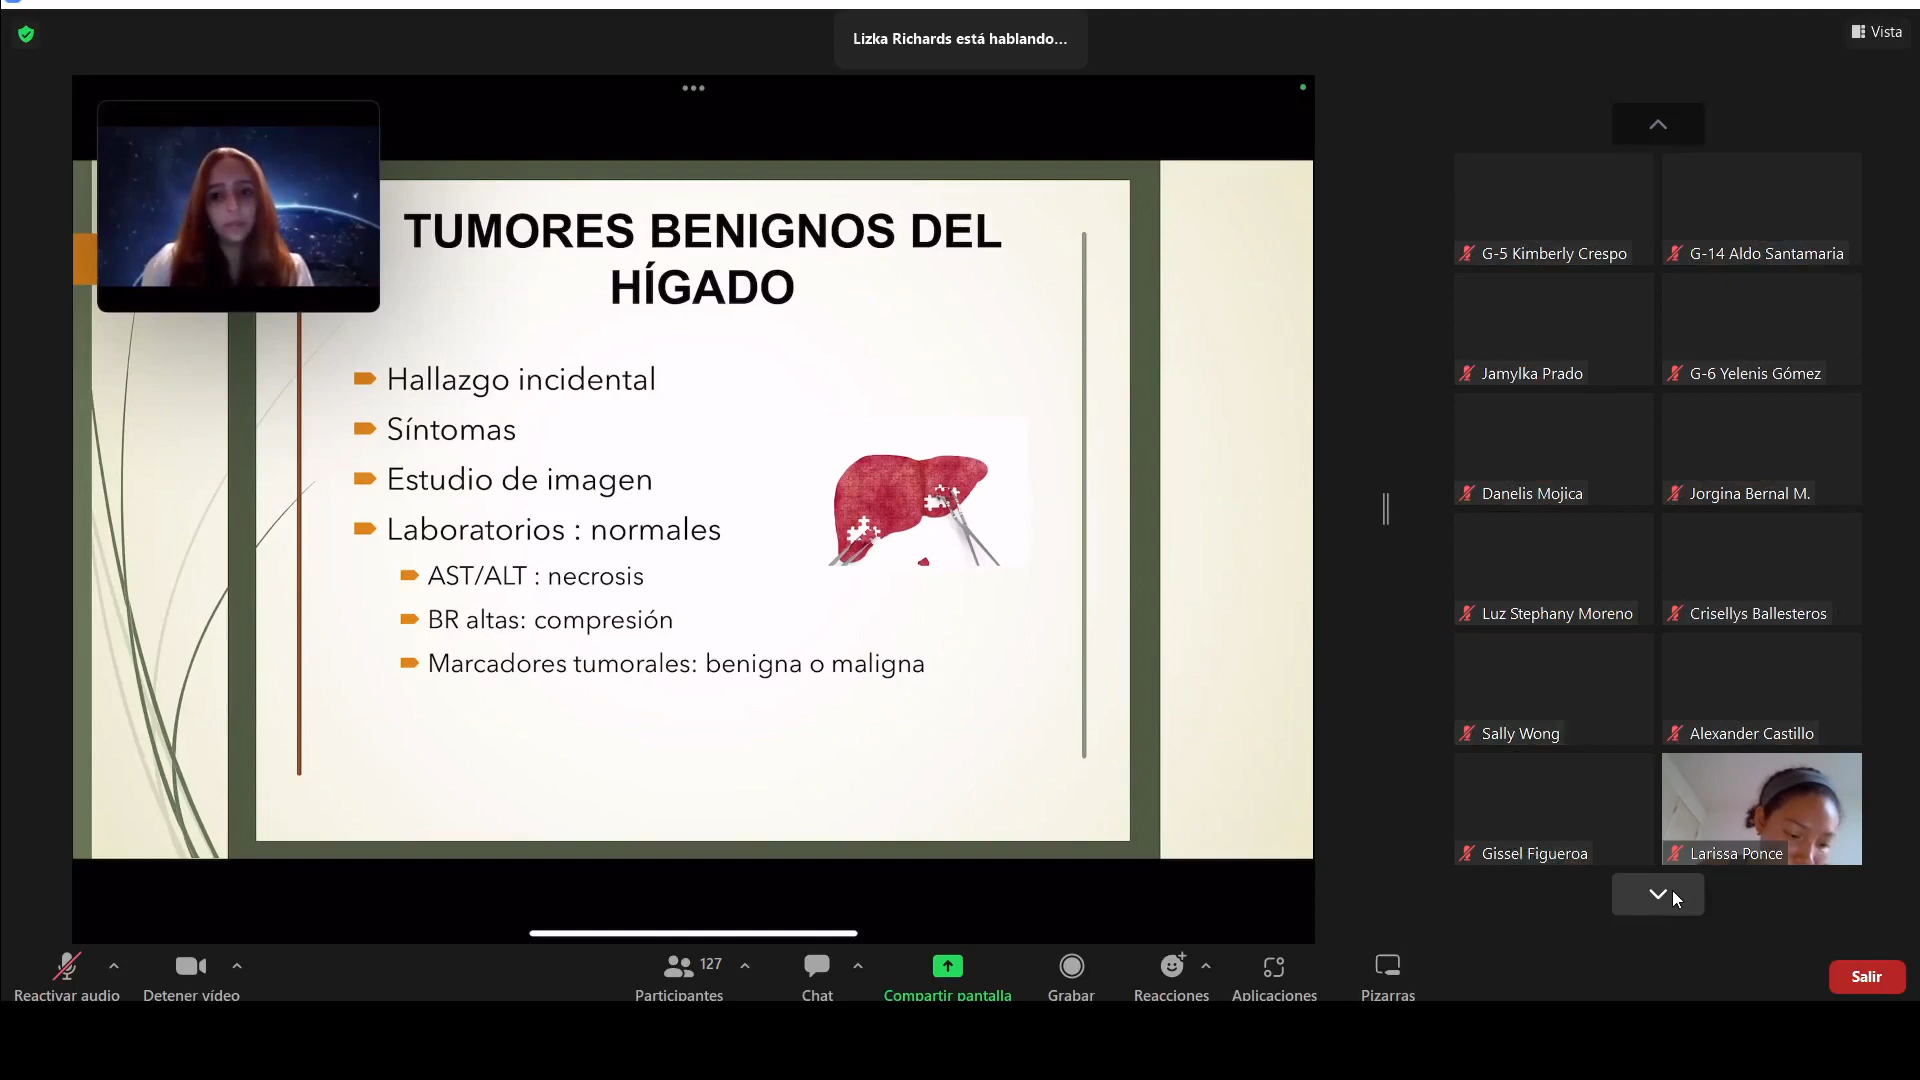 Lizka Richards está hablando...
Vista
TUMORES BENIGNOS DEL
HÍGADO
Hallazgo incidental
Síntomas
Estudio de imagen
Laboratorios : normales
AST/ALT : necrosis
BR altas: compresión
Marcadores tumorales: benigna o maligna
G-5 Kimberly Crespo
G-14 Aldo Santamaria
Jamylka Prado
G-6 Yelenis Gómez
Danelis Mojica
Jorgina Bernal M.
Luz Stephany Moreno
Crisellys Ballesteros
Sally Wong
Alexander Castillo
Gissel Figueroa
Larissa Ponce
Reactivar audio
Detener vídeo
127
Participantes
Chat
Compartir pantalla
Grabar
Reacciones
Aplicaciones
Pizarras
Salir